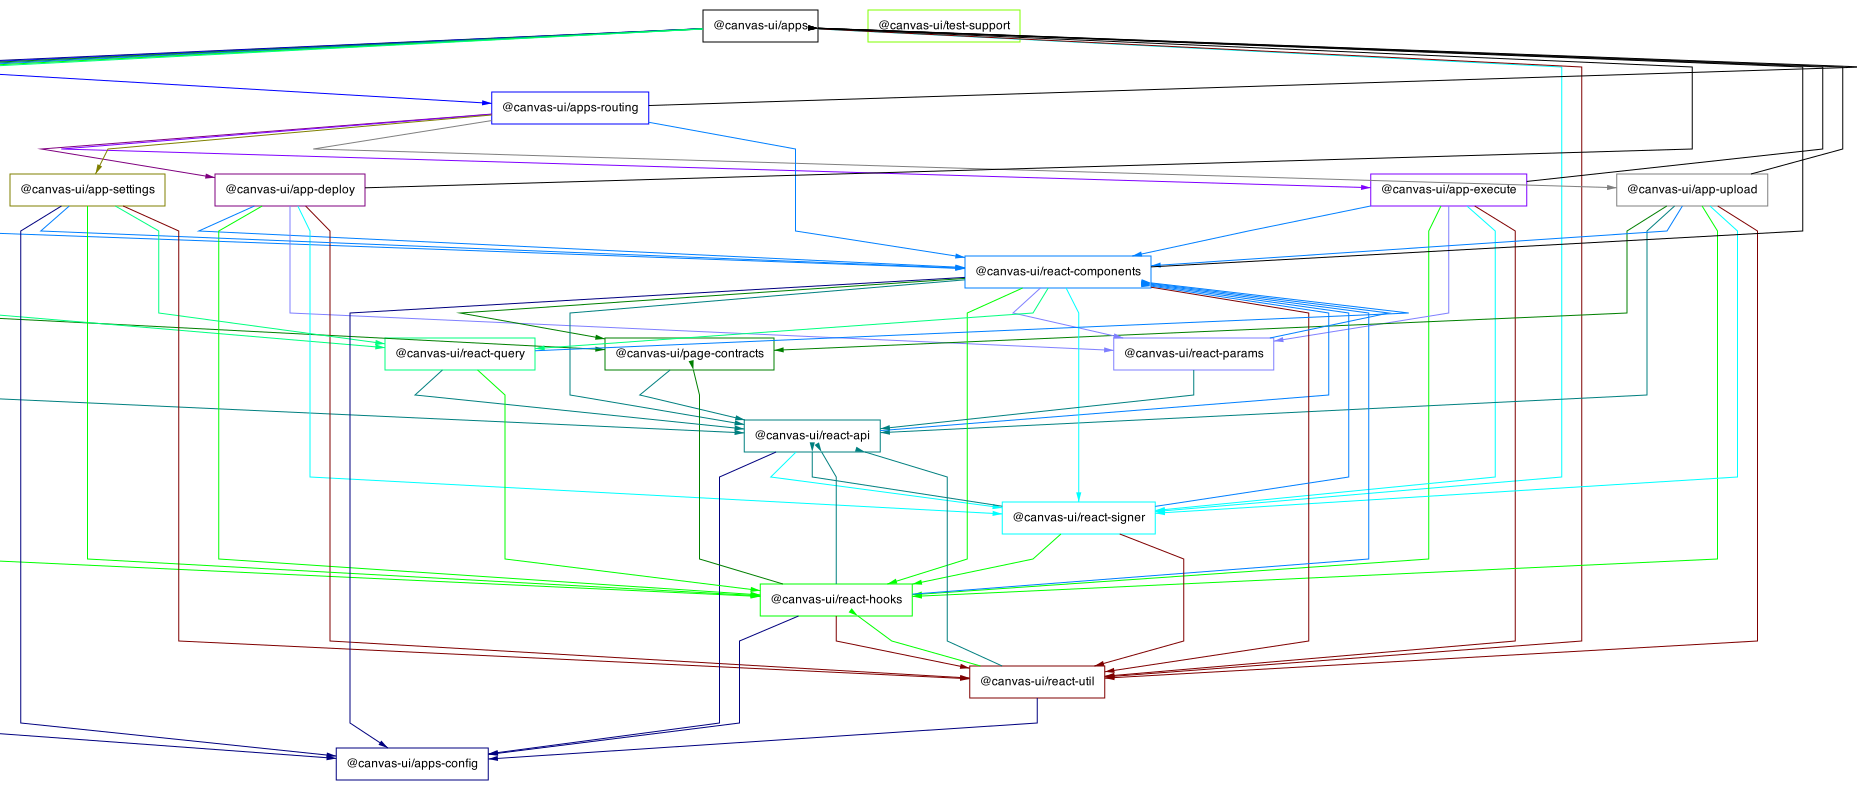 @canvas-ui/apps
@canvas-ui/test-support
@canvas-ui/apps-routing
@canvas-ui/app-settings
@canvas-ui/app-deploy
@canvas-ui/app-execute
@canvas-ui/app-upload
@canvas-ui/react-components
@canvas-ui/react-query
@canvas-ui/page-contracts
@canvas-ui/react-params
@canvas-ui/react-api
@canvas-ui/react-signer
@canvas-ui/react-hooks
@canvas-ui/react-util
@canvas-ui/apps-config